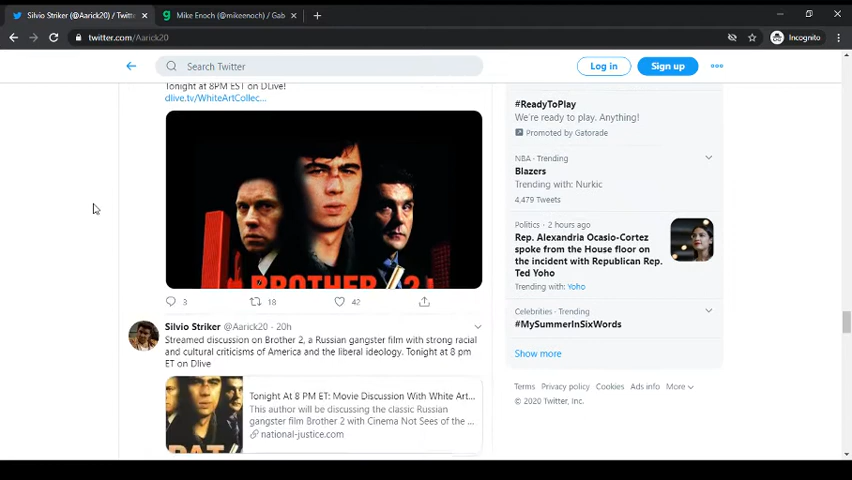 Silvio Striker (@Aarick20) / Twitte
Mike Enoch (@mikeenoch) / Gab
twitter.com/Aarick20
Incognito
Search Twitter
Log in
Sign up
Tonight at 8PM EST on DLive!
dlive.tv/WhiteArtCollec...
BROTHER 2
3
18
42
Silvio Striker @Aarick20 · 20h
Streamed discussion on Brother 2, a Russian gangster film with strong racial
and cultural criticisms of America and the liberal ideology. Tonight at 8 pm
ET on Dlive
Tonight At 8 PM ET: Movie Discussion With White Art...
This author will be discussing the classic Russian
gangster film Brother 2 with Cinema Not Sees of the ...
national-justice.com
#ReadyToPlay
We're ready to play. Anything!
Promoted by Gatorade
NBA · Trending
Blazers
Trending with: Nurkic
4,479 Tweets
Politics · 2 hours ago
Rep. Alexandria Ocasio-Cortez
spoke from the House floor on
the incident with Republican Rep.
Ted Yoho
Trending with: Yoho
Celebrities · Trending
#MySummerInSixWords
Show more
Terms Privacy policy Cookies Ads info More
© 2020 Twitter, Inc.